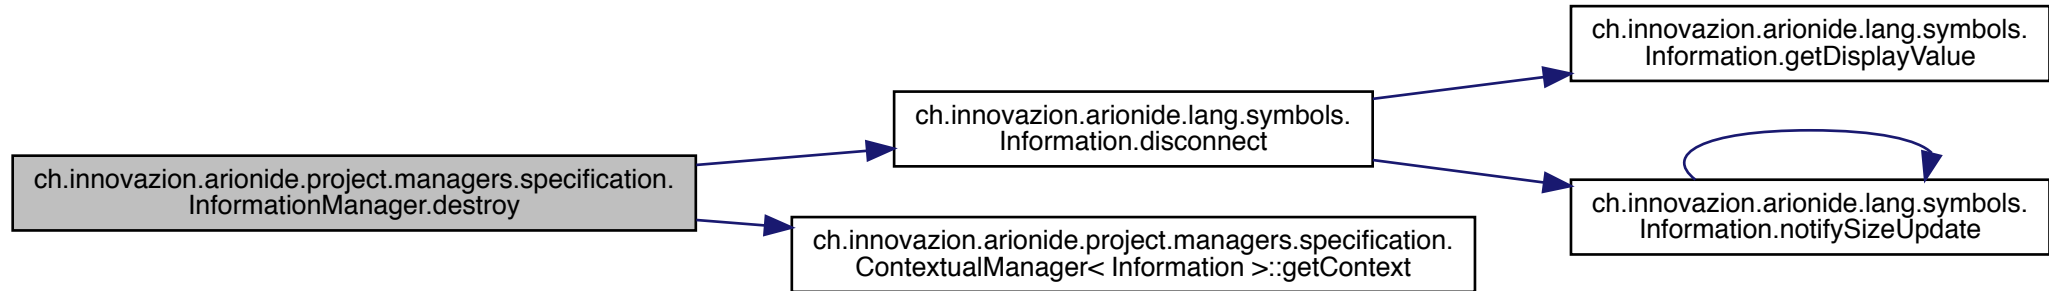 ch.innovazion.arionide.project.managers.specification.
InformationManager.destroy
ch.innovazion.arionide.lang.symbols.
Information.disconnect
ch.innovazion.arionide.lang.symbols.
Information.getDisplayValue
ch.innovazion.arionide.lang.symbols.
Information.notifySizeUpdate
ch.innovazion.arionide.project.managers.specification.
ContextualManager< Information >::getContext